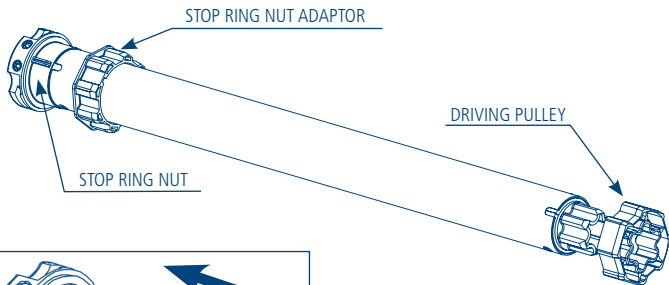 STOP RING NUT ADAPTOR
DRIVING PULLEY
STOP RING NUT